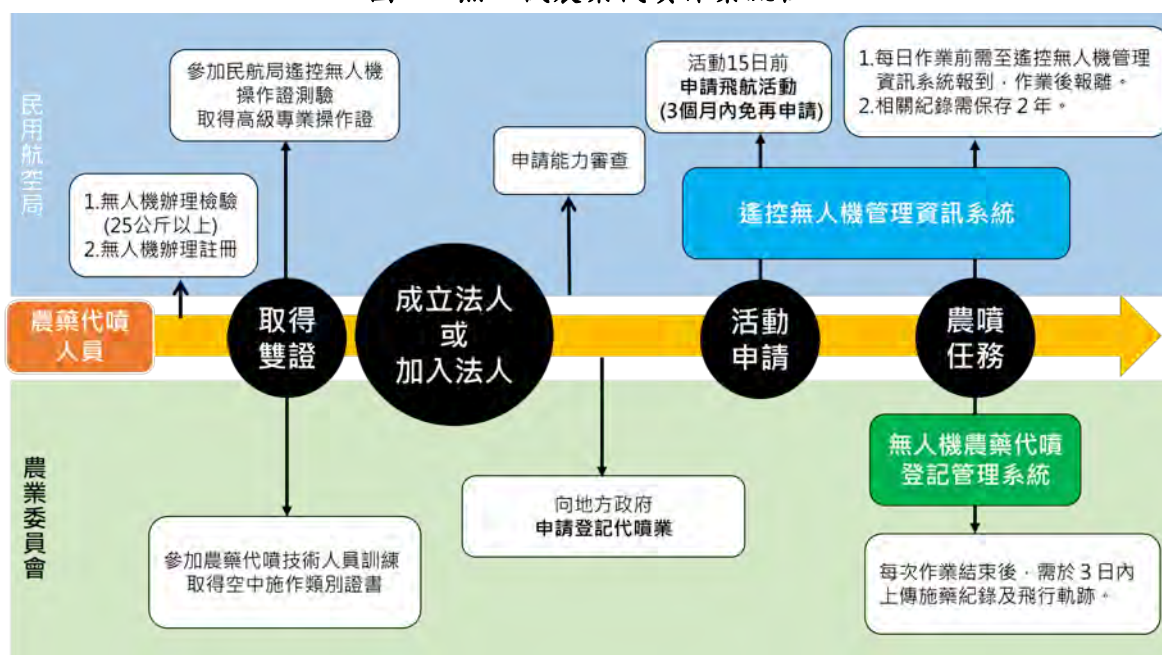 民用航空局
參加民航局遙控無人機
操作證測驗
取得高級專業操作證
活動15日前
申請飛航活動
(3個月內免再申請)
1.每日作業前需至遙控無人機管理
資訊系統報到，作業後報離。
2.相關紀錄需保存2年。
申請能力審查
1.無人機辦理檢驗
(25公斤以上)
2.無人機辦理註冊
遙控無人機管理資訊系統
農藥代噴
人員
取得
雙證
成立法人
或
加入法人
活動
申請
農噴
任務
農業委員會
無人機農藥代噴
登記管理系統
向地方政府
申請登記代噴業
參加農藥代噴技術人員訓練
取得空中施作類別證書
每次作業結束後，需於3日內
上傳施藥紀錄及飛行軌跡。